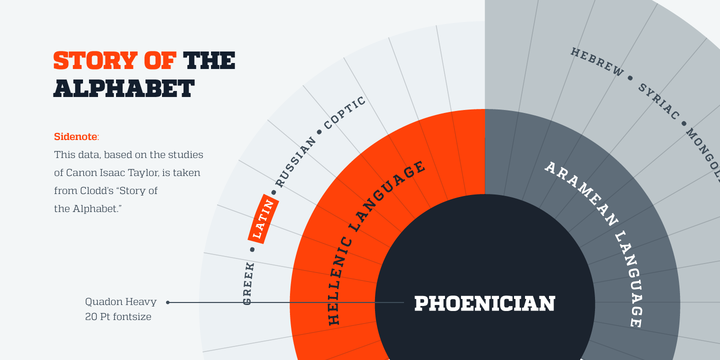 STORY OF THE
ALPHABET
Sidenote:
This data, based on the studies
of Canon Isaac Taylor, is taken
from Clodd's "Story of
the Alphabet."
Quadon Heavy
20 Pt fontsize
GREEK • LATIN • RUSSIAN • COPTIC
HELLENIC LANGUAGE
PHOENICIAN
ARAMEAN LANGUAGE
HEBREW • SYRIAC •